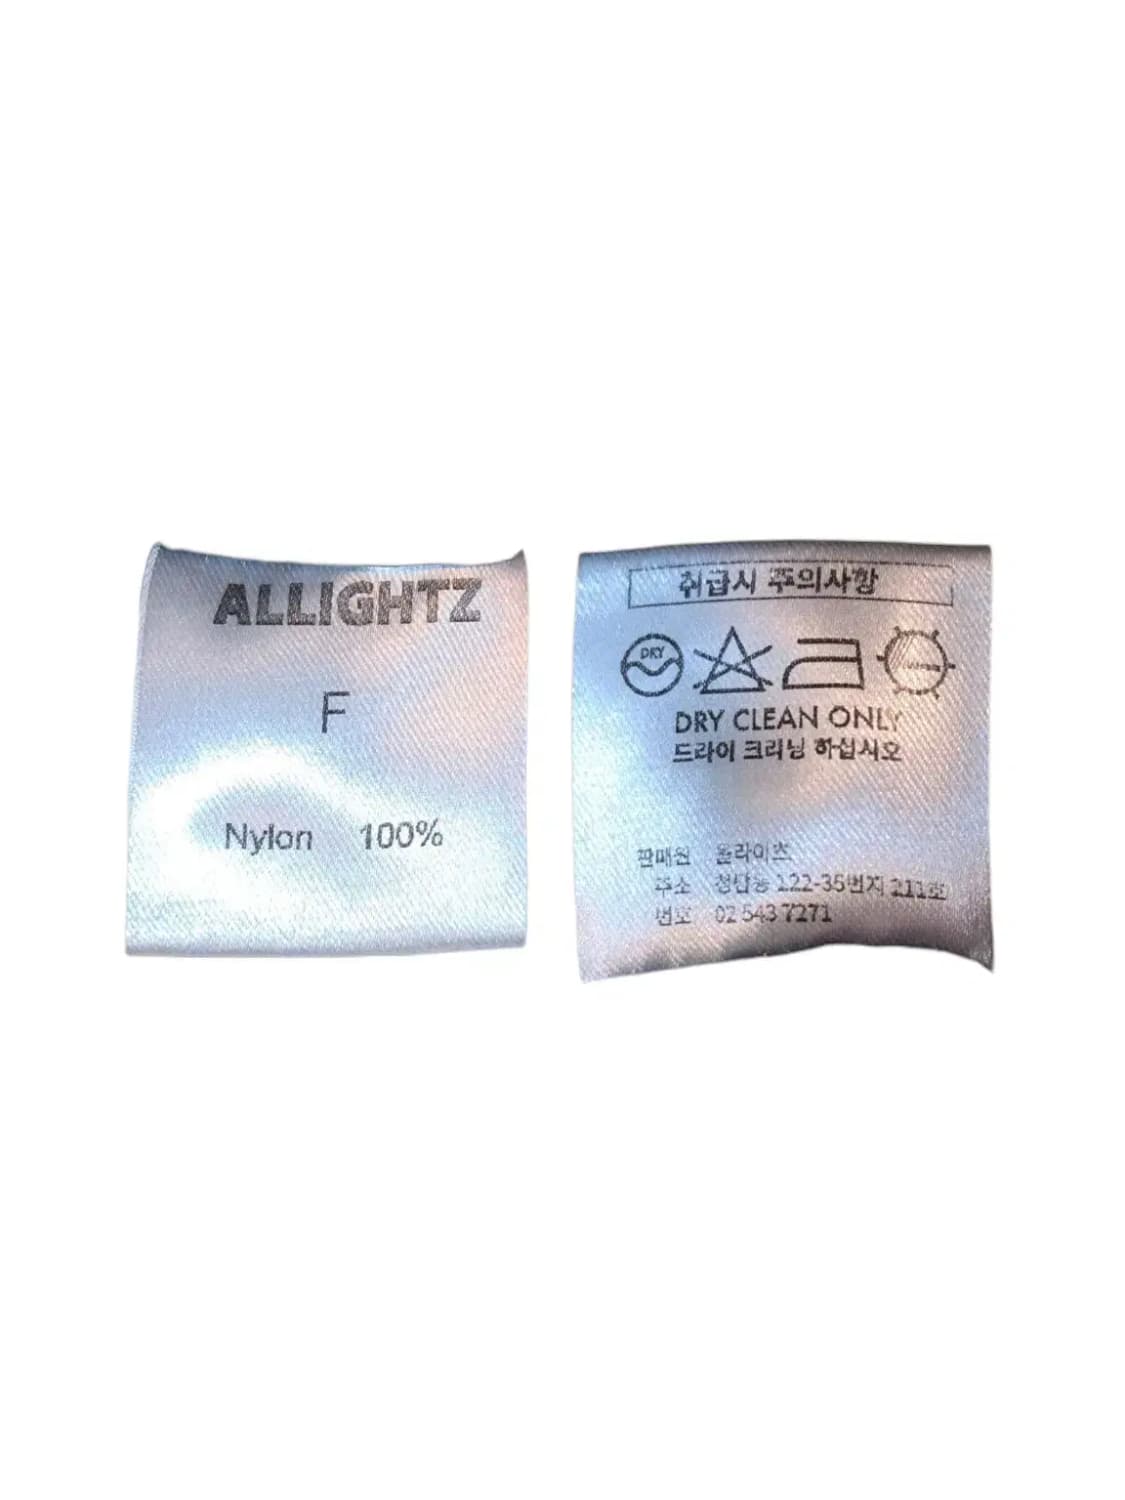 ALLIGHTZ
F
Nylon 100%
취급시 주의사항
DRY
DRY CLEAN ONLY
드라이 크리닝 하십시오
판매원 올라이츠
주소 청담동 122-35번지 211호
번호 02 543 7271